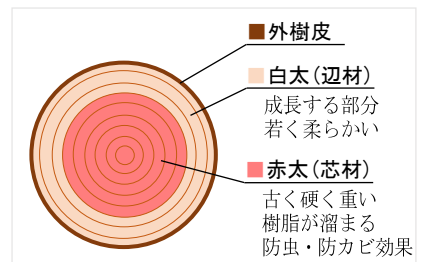 外樹皮
白太(辺材)
成長する部分
若く柔らかい
赤太(芯材)
古く硬く重い
樹脂が溜まる
防虫・防カビ効果